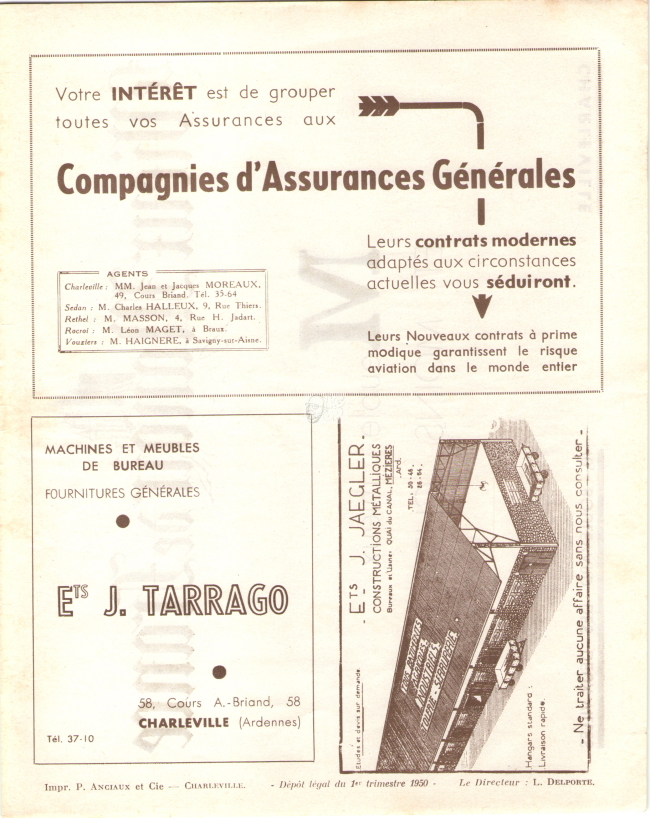 Votre INTÉRÊT est de grouper
toutes vos Assurances aux
Compagnies d'Assurances Générales
Leurs contrats modernes
adaptés aux circonstances
actuelles vous séduiront.
Leurs Nouveaux contrats à prime
modique garantissent le risque
aviation dans le monde entier
AGENTS
Charleville : MM. Jean et Jacques MOREAUX,
49, Cours Briand. Tél. 35-64
Sedan : M. Charles HALLEUX, 9, Rue Thiers.
Rethel : M. MASSON, 4, Rue H. Jadart.
Rocroi : M. Léon MAGET, à Braux.
Vouziers : M. HAIGNERE, à Savigny-sur-Aisne.
MACHINES ET MEUBLES
DE BUREAU
FOURNITURES GÉNÉRALES
ETS J. TARRAGO
58, Cours A.-Briand, 58
CHARLEVILLE (Ardennes)
Tél. 37-10
- ETS J. JAEGLER -
CONSTRUCTIONS MÉTALLIQUES
Bureaux et Usine: QUAI du CANAL, MÉZIÈRES
Ard.
TEL.
Etudes et devis sur demande
Hangars standard :
Livraison rapide.
- Ne traiter aucune affaire sans nous consulter -
Impr. P. ANCIAUX et Cie — CHARLEVILLE. - Dépôt légal du 1er trimestre 1950 - Le Directeur : L. DELPORTE.
CHARLEVILLE